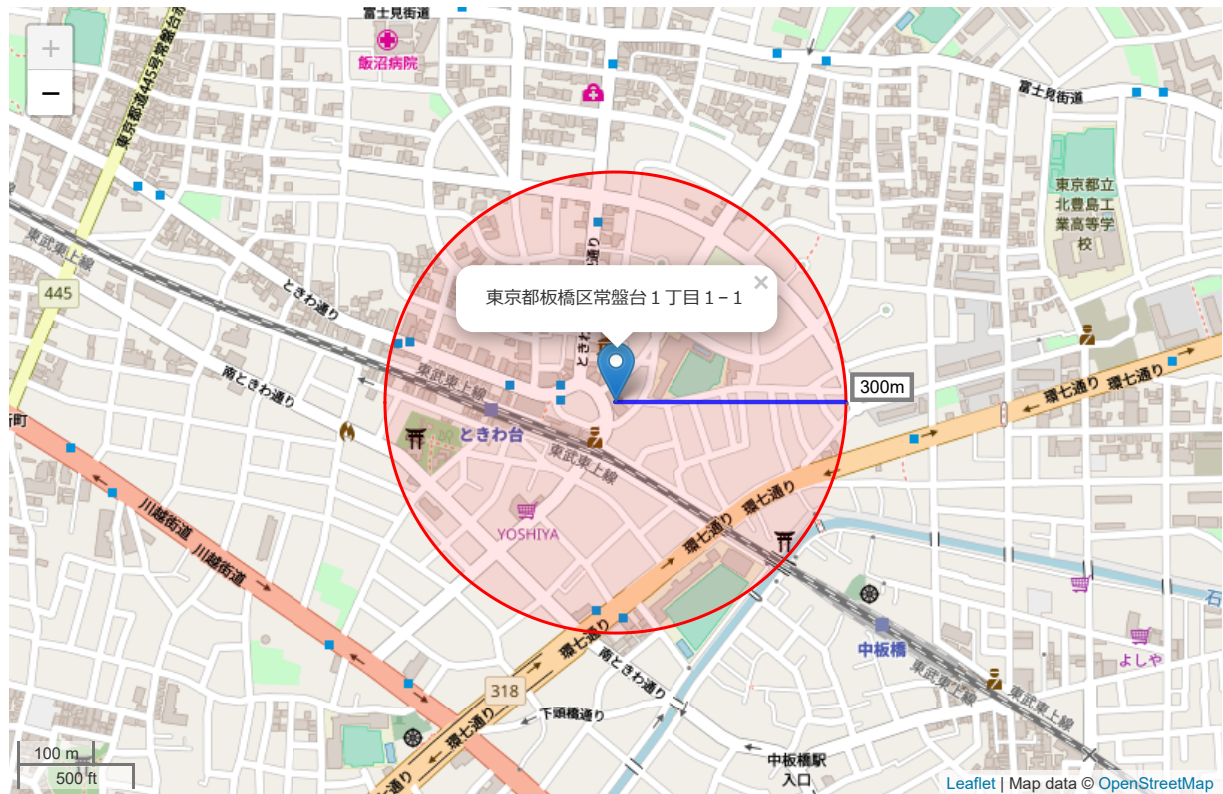 富士見街道
飯沼病院
東京都道445号常盤台赤
富士見街道
東京都立
北豊島工
業高等学
校
+
−
東武東上線
445
ときわ通り
東京都板橋区常盤台1丁目1−1
×
300m
環七通り
環七通り
東武東上線
南ときわ通り
ときわ台
東武東上線
川越街道
川越街道
YOSHIYA
環七通り
環七通り
中板橋
よしや
石
東武東上線
東武東上線
環七通り
南ときわ通り
318
下頭橋通り
環七通り
環七通り
中板橋駅
入口
100 m
500 ft
Leaflet | Map data © OpenStreetMap